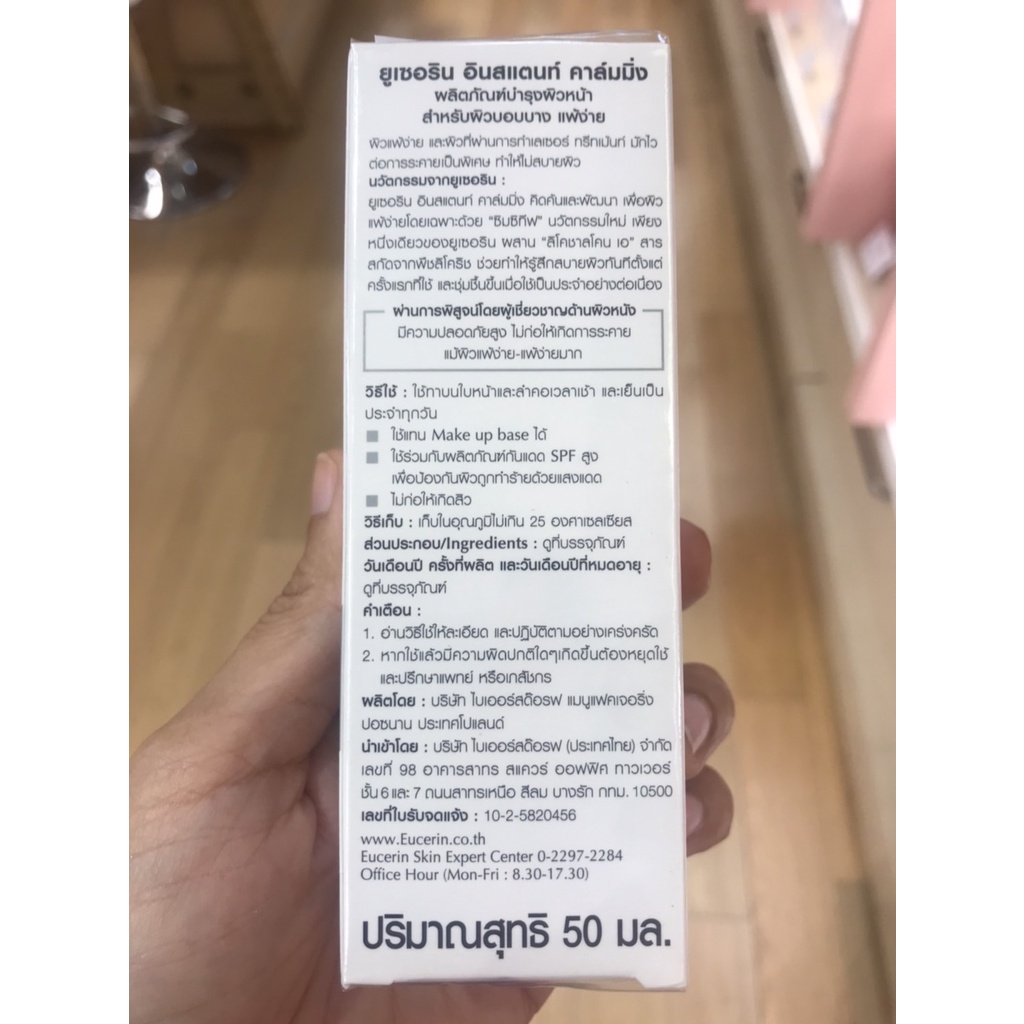 ยูเซอริน อินสแตนท์ คาล์มมิ่ง
ผลิตภัณฑ์บำรุงผิวหน้า
สำหรับผิวบอบบาง แพ้ง่าย
ผิวแพ้ง่าย และผิวที่ผ่านการทำเลเซอร์ ทรีทเม้นท์ มักไว
ต่อการระคายเป็นพิเศษ ทำให้ไม่สบายผิว
นวัตกรรมจากยูเซอริน :
ยูเซอริน อินสแตนท์ คาล์มมิ่ง คิดค้นและพัฒนา เพื่อผิว
แพ้ง่ายโดยเฉพาะด้วย "ซิมซิทีฟ" นวัตกรรมใหม่ เพียง
หนึ่งเดียวของยูเซอริน ผสาน "ลิโคชาลโคน เอ" สาร
สกัดจากพืชลิโคริช ช่วยทำให้รู้สึกสบายผิวทันทีตั้งแต่
ครั้งแรกที่ใช้ และชุ่มชื้นขึ้นเมื่อใช้เป็นประจำอย่างต่อเนื่อง
ผ่านการพิสูจน์โดยผู้เชี่ยวชาญด้านผิวหนัง
มีความปลอดภัยสูง ไม่ก่อให้เกิดการระคาย
แม้ผิวแพ้ง่าย-แพ้ง่ายมาก
วิธีใช้ : ใช้ทาบนใบหน้าและลำคอเวลาเช้า และเย็นเป็น
ประจำทุกวัน
■ ใช้แทน Make up base ได้
■ ใช้ร่วมกับผลิตภัณฑ์กันแดด SPF สูง
เพื่อป้องกันผิวถูกทำร้ายด้วยแสงแดด
■ ไม่ก่อให้เกิดสิว
วิธีเก็บ : เก็บในอุณภูมิไม่เกิน 25 องศาเซลเซียส
ส่วนประกอบ/Ingredients : ดูที่บรรจุภัณฑ์
วันเดือนปี ครั้งที่ผลิต และวันเดือนปีที่หมดอายุ :
ดูที่บรรจุภัณฑ์
คำเตือน :
1. อ่านวิธีใช้ให้ละเอียด และปฏิบัติตามอย่างเคร่งครัด
2. หากใช้แล้วมีความผิดปกติใดๆเกิดขึ้นต้องหยุดใช้
และปรึกษาแพทย์ หรือเภสัชกร
ผลิตโดย : บริษัท ไบเออร์สด๊อรฟ แมนูแฟคเจอริ่ง
ปอซนาน ประเทศโปแลนด์
นำเข้าโดย : บริษัท ไบเออร์สด๊อรฟ (ประเทศไทย) จำกัด
เลขที่ 98 อาคารสาทร สแควร์ ออฟฟิศ ทาวเวอร์
ชั้น 6 และ 7 ถนนสาทรเหนือ สีลม บางรัก กทม. 10500
เลขที่ใบรับจดแจ้ง : 10-2-5820456
www.Eucerin.co.th
Eucerin Skin Expert Center 0-2297-2284
Office Hour (Mon-Fri : 8.30-17.30)
ปริมาณสุทธิ 50 มล.